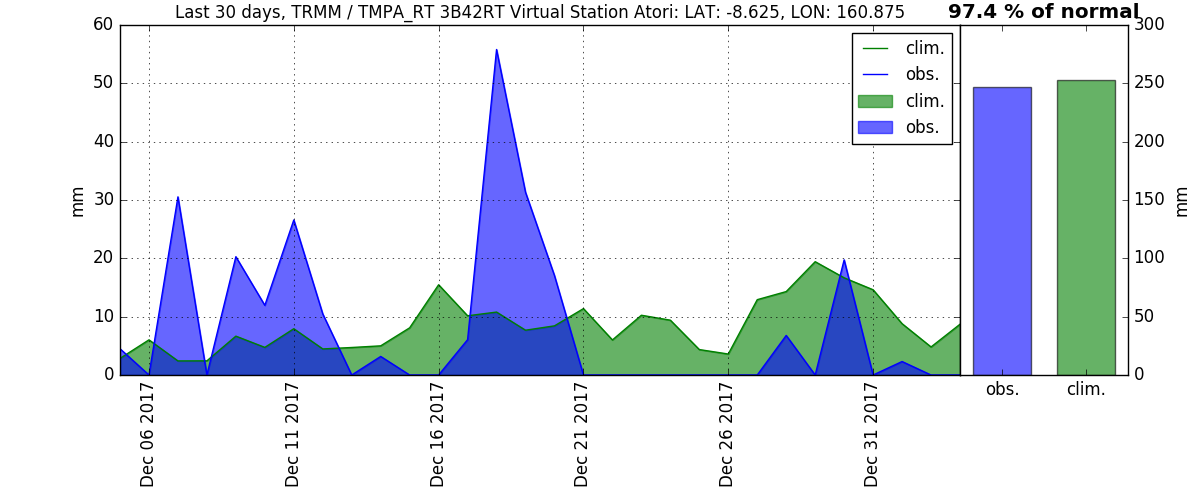 Last 30 days, TRMM / TMPA_RT 3B42RT Virtual Station Atori: LAT: -8.625, LON: 160.875
97.4 % of normal
60
50
40
30
20
10
0
mm
clim.
obs.
clim.
obs.
Dec 06 2017
Dec 11 2017
Dec 16 2017
Dec 21 2017
Dec 26 2017
Dec 31 2017
300
250
200
150
100
50
0
mm
obs.
clim.